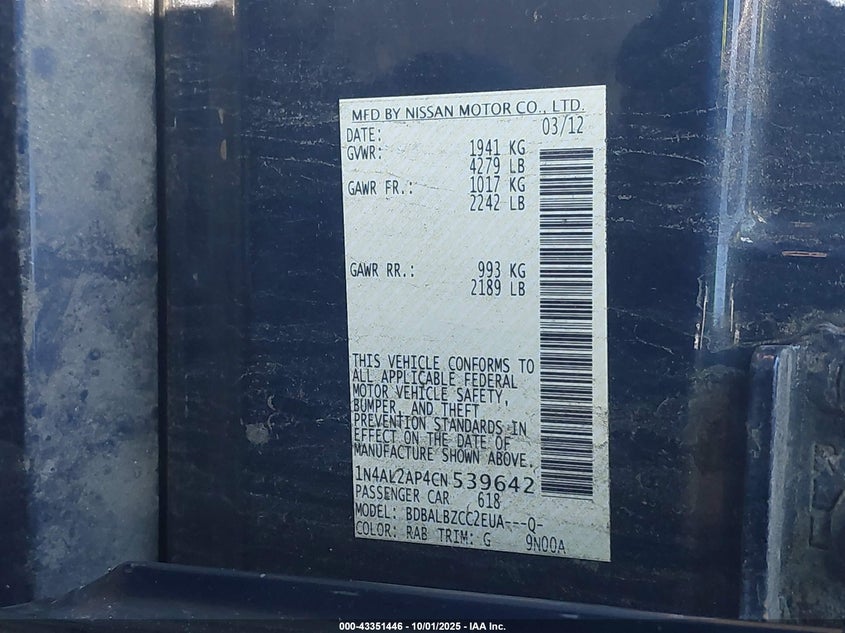 MFD BY NISSAN MOTOR CO., LTD.
DATE: 03/12
GVWR: 1941 KG
4279 LB
GAWR FR.: 1017 KG
2242 LB
GAWR RR.: 993 KG
2189 LB
THIS VEHICLE CONFORMS TO
ALL APPLICABLE FEDERAL
MOTOR VEHICLE SAFETY,
BUMPER, AND THEFT
PREVENTION STANDARDS IN
EFFECT ON THE DATE OF
MANUFACTURE SHOWN ABOVE.
1N4AL2AP4CN539642
PASSENGER CAR 618
MODEL: BDBALBZCC2EUA---Q-
COLOR: RAB TRIM: G 9N00A
000-43351446 - 10/01/2025 - IAA Inc.